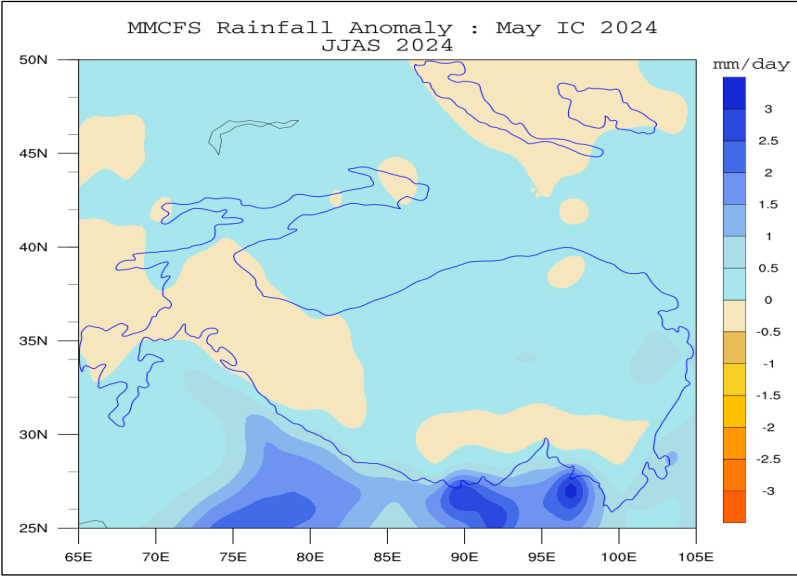 MMCFS Rainfall Anomaly : May IC 2024
JJAS 2024
mm/day
50N
45N
40N
35N
30N
25N
65E 70E 75E 80E 85E 90E 95E 100E 105E
3
2.5
2
1.5
1
0.5
0
-0.5
-1
-1.5
-2
-2.5
-3